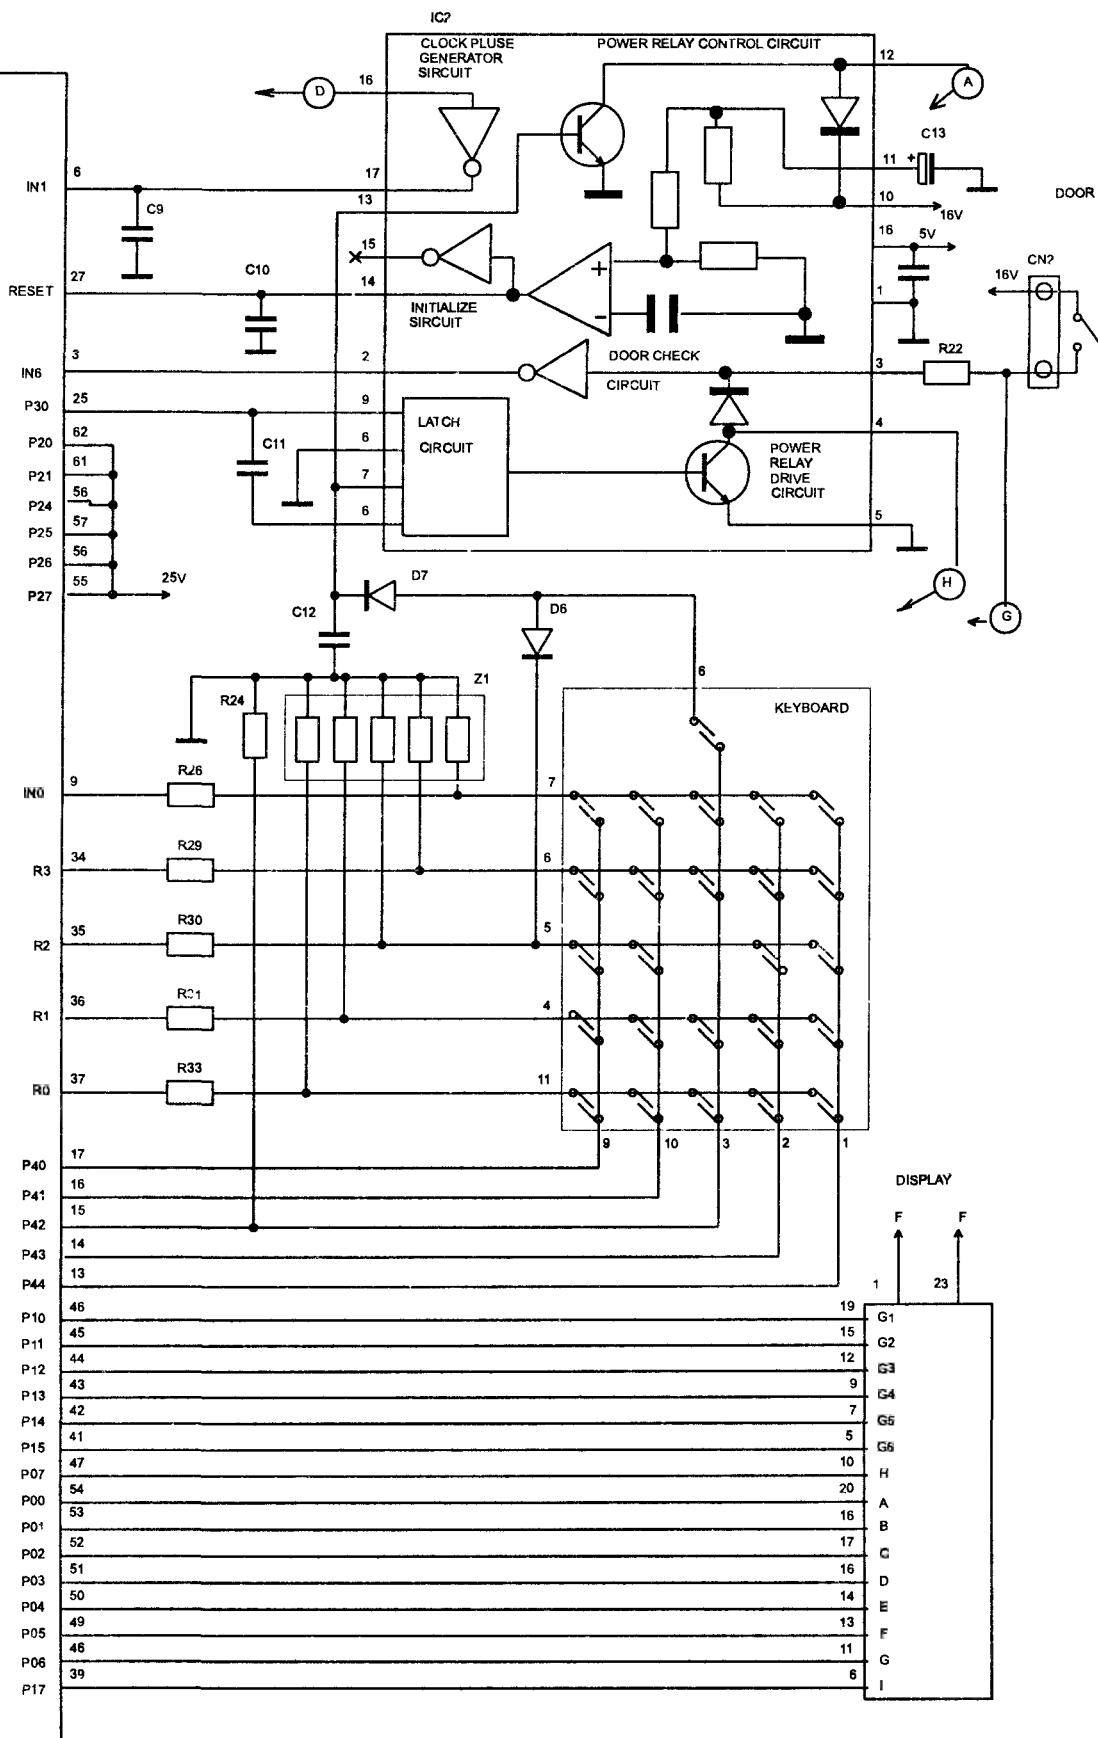 IC?
CLOCK PLUSE
GENERATOR
SIRCUIT
POWER RELAY CONTROL CIRCUIT
12
A
16
D
C13
11
+
6
IN1
17
13
C9
10
16V
DOOR
15
16
5V
CN?
16V
27
RESET
C10
14
+
-
1
INITIALIZE
SIRCUIT
3
IN6
2
DOOR CHECK
CIRCUIT
3
R22
25
P30
9
LATCH
CIRCUIT
4
62
P20
C11
6
POWER
RELAY
DRIVE
CIRCUIT
61
P21
7
56
P24
6
5
57
P25
56
P26
55
P27
25V
D7
H
C12
D6
G
R24
Z1
6
KEYBOARD
9
IN0
R26
7
34
R3
R29
6
35
R2
R30
5
36
R1
4
37
R0
R33
11
9
10
3
2
1
17
P40
16
P41
DISPLAY
15
P42
F
F
14
P43
13
P44
1
23
46
P10
19
G1
45
P11
15
G2
44
P12
12
G3
43
P13
9
G4
42
P14
7
G5
41
P15
5
G6
47
P07
10
H
54
P00
20
A
53
P01
16
B
52
P02
17
C
51
P03
16
D
50
P04
14
E
49
P05
13
F
46
P06
11
G
39
P17
6
I